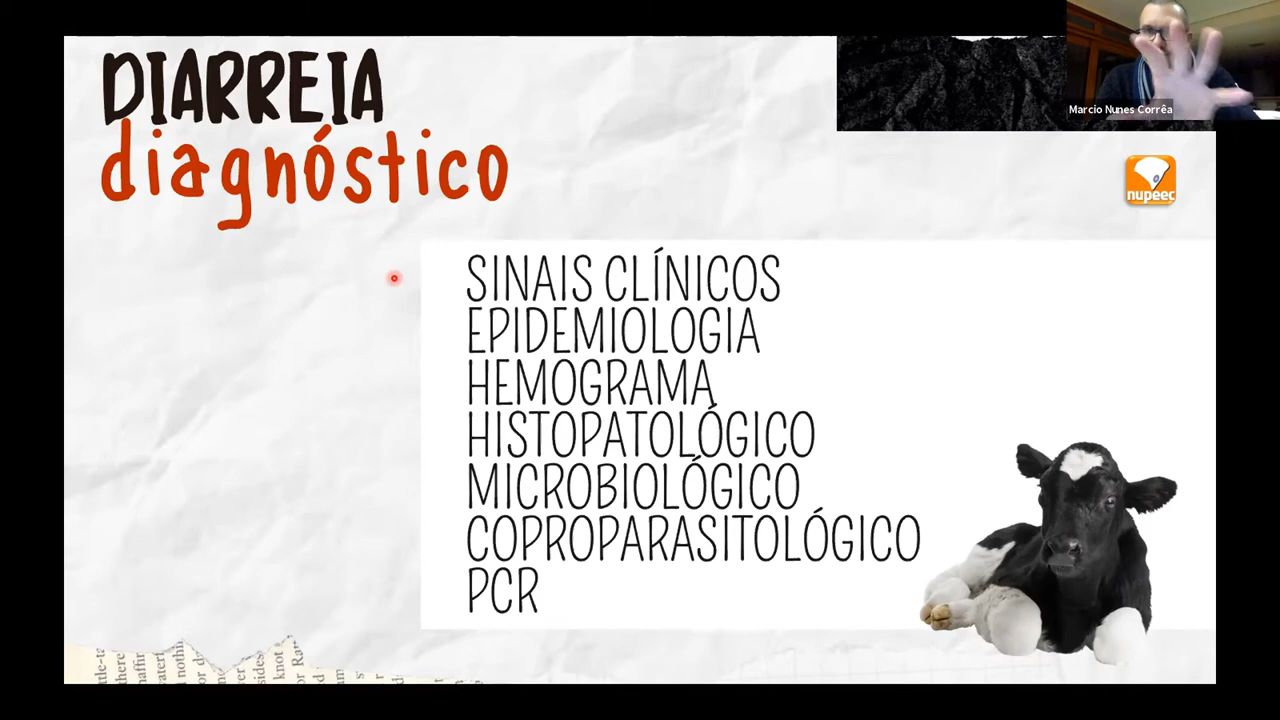 DIARREIA
diagnóstico
Marcio Nunes Corrêa
nupeec
SINAIS CLÍNICOS
EPIDEMIOLOGIA
HEMOGRAMA
HISTOPATOLÓGICO
MICROBIOLÓGICO
COPROPARASITOLÓGICO
PCR